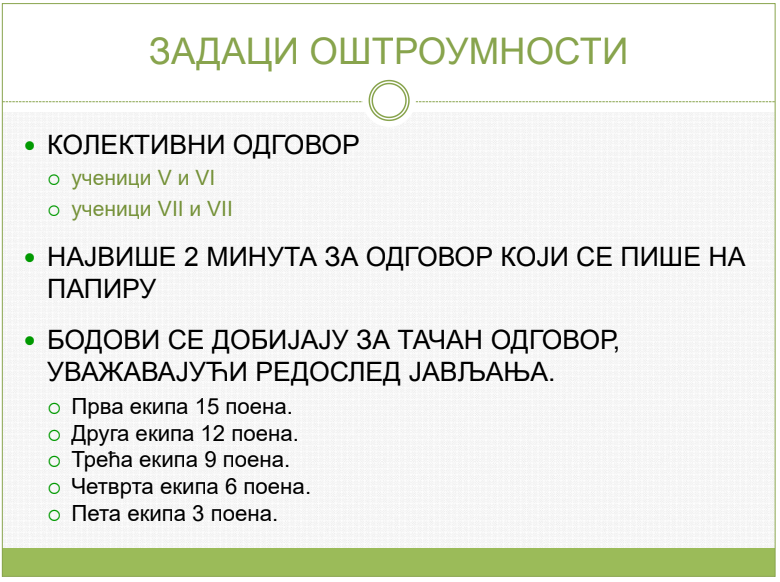 ЗАДАЦИ ОШТРОУМНОСТИ
КОЛЕКТИВНИ ОДГОВОР
ученици V и VI
ученици VII и VII
НАЈВИШЕ 2 МИНУТА ЗА ОДГОВОР КОЈИ СЕ ПИШЕ НА
ПАПИРУ
БОДОВИ СЕ ДОБИЈАЈУ ЗА ТАЧАН ОДГОВОР,
УВАЖАВАЈУЋИ РЕДОСЛЕД ЈАВЉАЊА.
Прва екипа 15 поена.
Друга екипа 12 поена.
Трећа екипа 9 поена.
Четврта екипа 6 поена.
Пета екипа 3 поена.